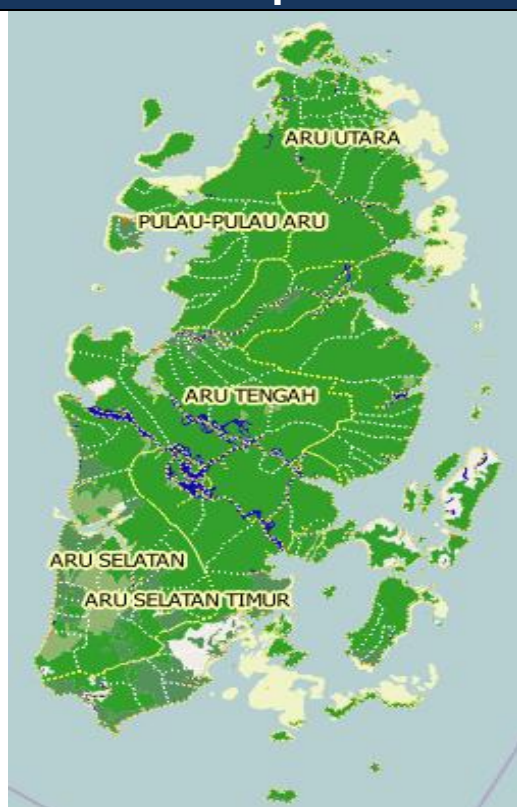 ARU UTARA
PULAU-PULAU ARU
ARU TENGAH
ARU SELATAN
ARU SELATAN TIMUR